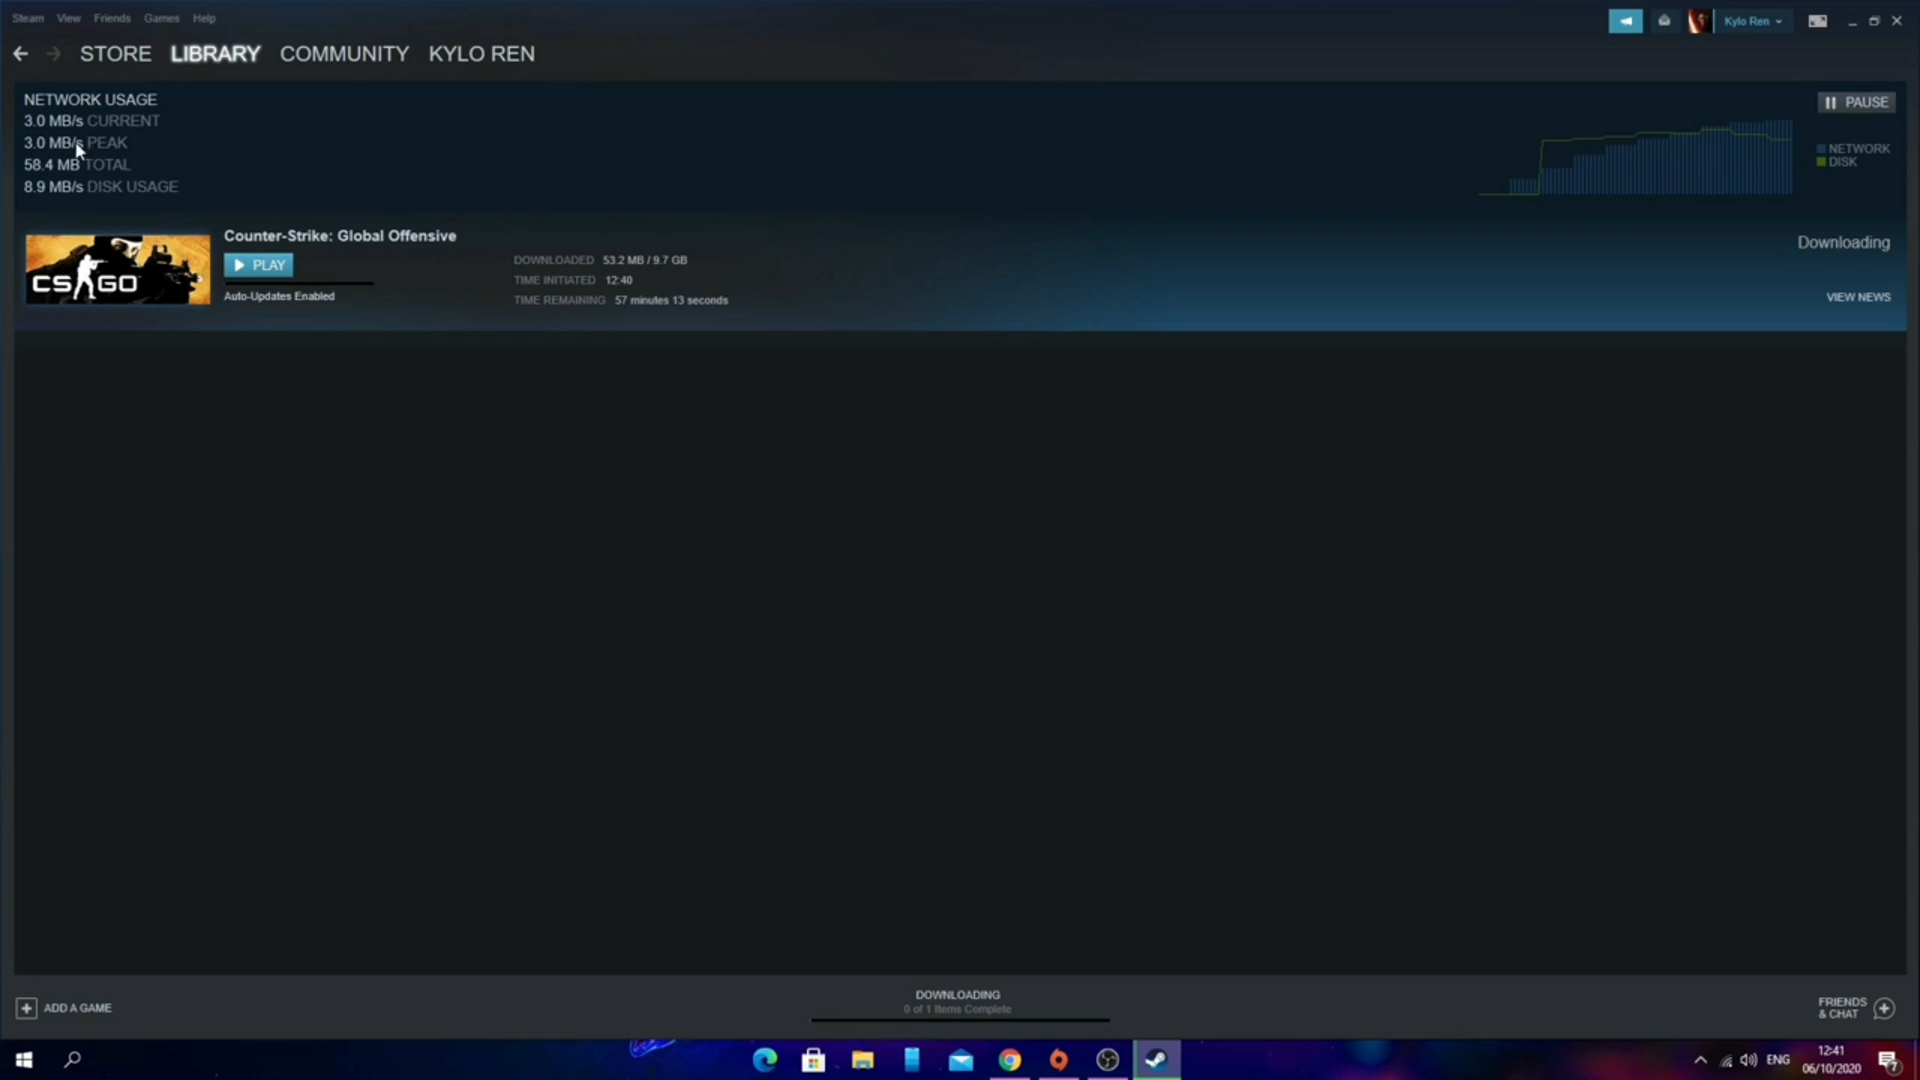 Steam View Friends Games Help
Kylo Ren
STORE LIBRARY COMMUNITY KYLO REN
NETWORK USAGE
3.0 MB/s CURRENT
3.0 MB/s PEAK
58.4 MB TOTAL
8.9 MB/s DISK USAGE
PAUSE
NETWORK
DISK
CS GO
Counter-Strike: Global Offensive
PLAY
Auto-Updates Enabled
DOWNLOADED 53.2 MB / 9.7 GB
TIME INITIATED 12:40
TIME REMAINING 57 minutes 13 seconds
Downloading
VIEW NEWS
ADD A GAME
DOWNLOADING
0 of 1 Items Complete
FRIENDS
& CHAT
ENG
12:41
06/10/2020
7